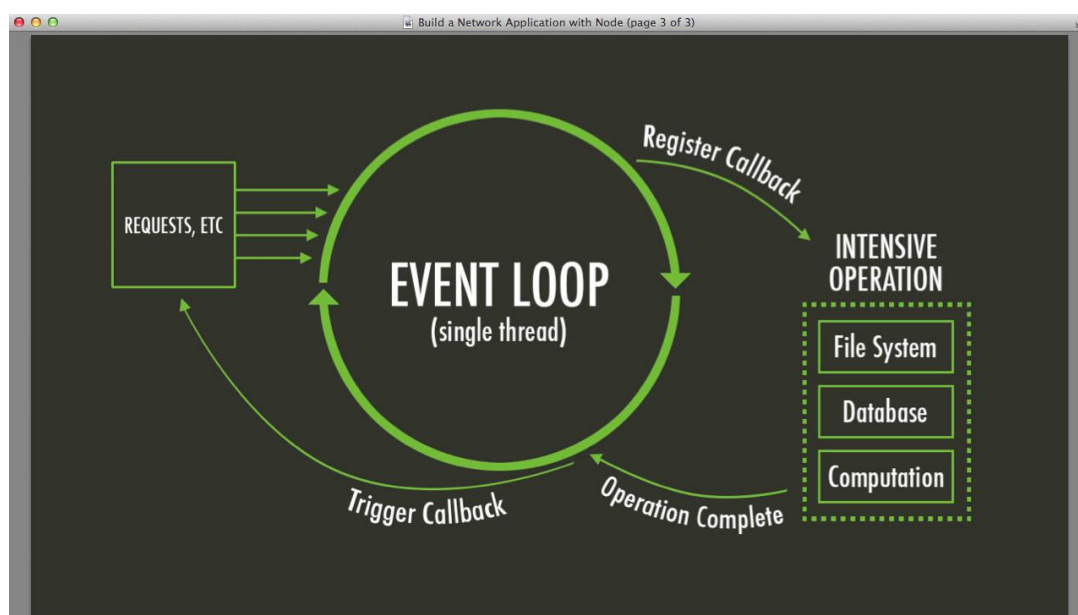 Build a Network Application with Node (page 3 of 3)
Register Callback
REQUESTS, ETC
INTENSIVE
OPERATION
EVENT LOOP
(single thread)
File System
Database
Computation
Trigger Callback
Operation Complete